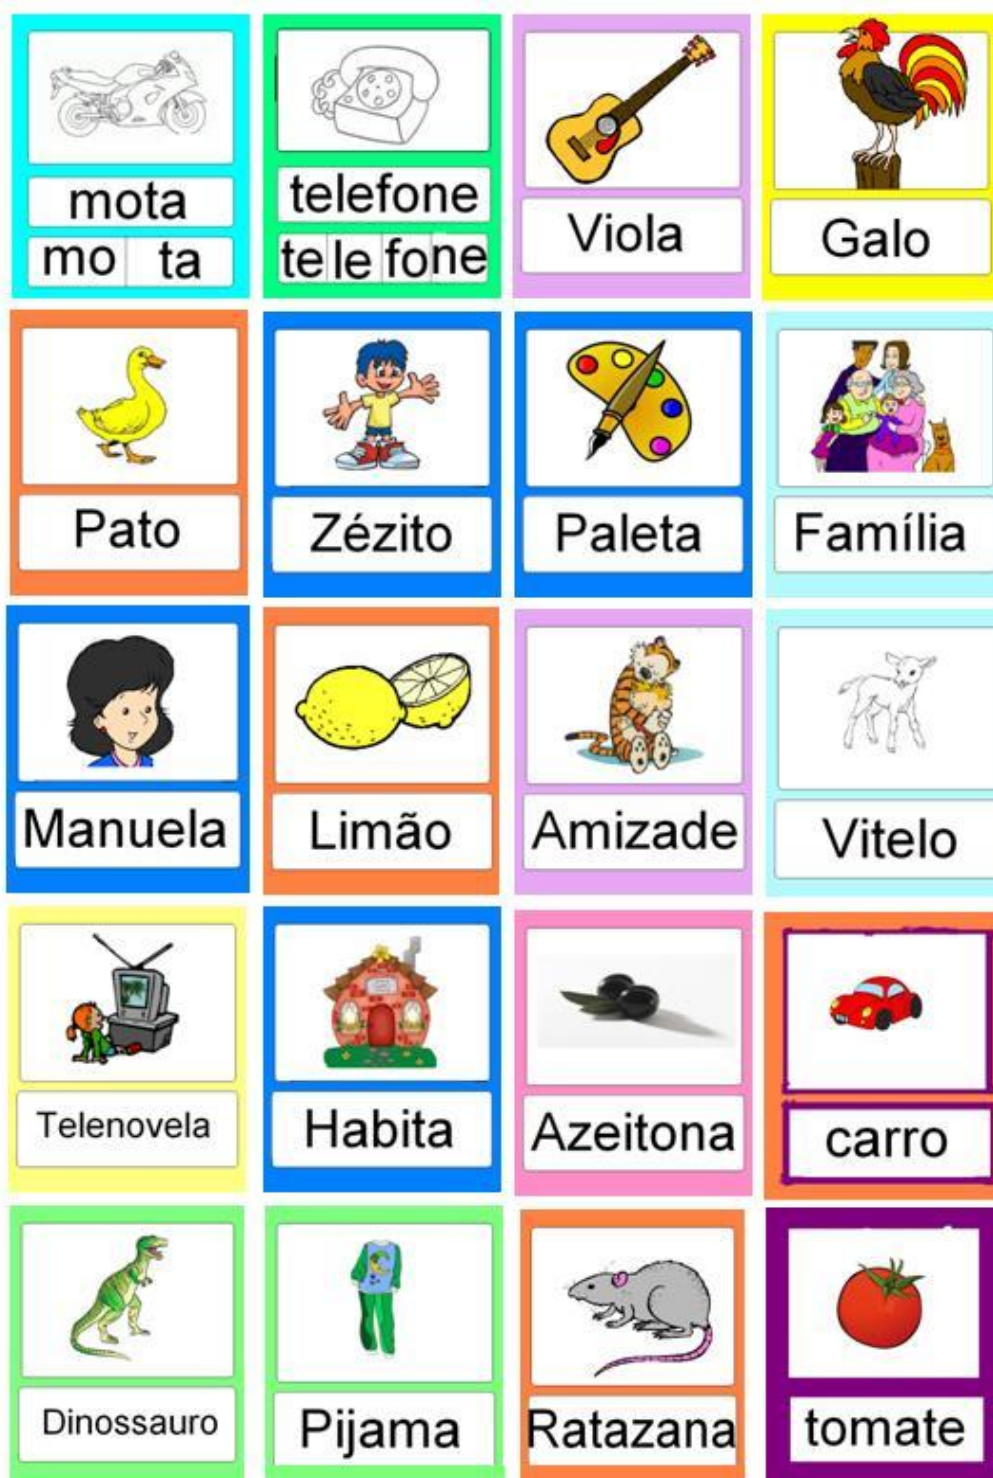 mota
mo ta
telefone
te le fo ne
Viola
Galo
Pato
Zézito
Paleta
Família
Manuela
Limão
Amizade
Vitelo
Telenovela
Habita
Azeitona
carro
Dinossauro
Pijama
Ratazana
tomate